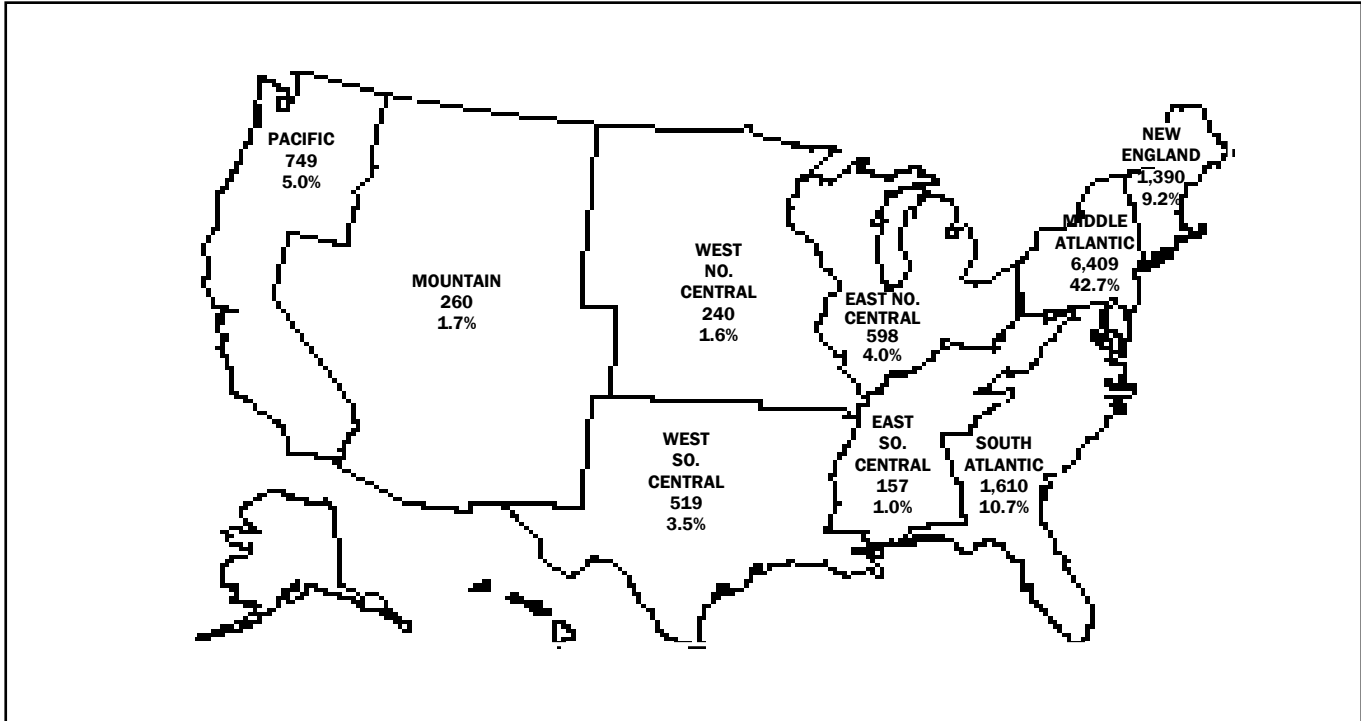 PACIFIC
749
5.0%
MOUNTAIN
260
1.7%
WEST
NO.
CENTRAL
240
1.6%
EAST NO.
CENTRAL
598
4.0%
NEW
ENGLAND
1,390
9.2%
MIDDLE
ATLANTIC
6,409
42.7%
WEST
SO.
CENTRAL
519
3.5%
EAST
SO.
CENTRAL
157
1.0%
SOUTH
ATLANTIC
1,610
10.7%